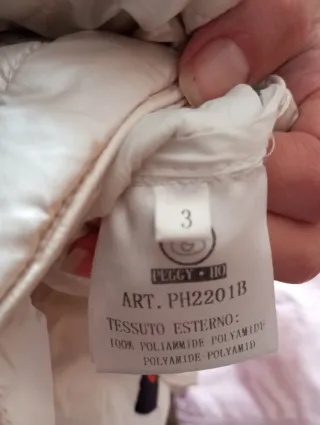 3
PEGGY • HO
ART. PH2201B
TESSUTO ESTERNO:
100% POLIAMMIDE-POLYAMIDE
POLYAMIDE-POLYAMID